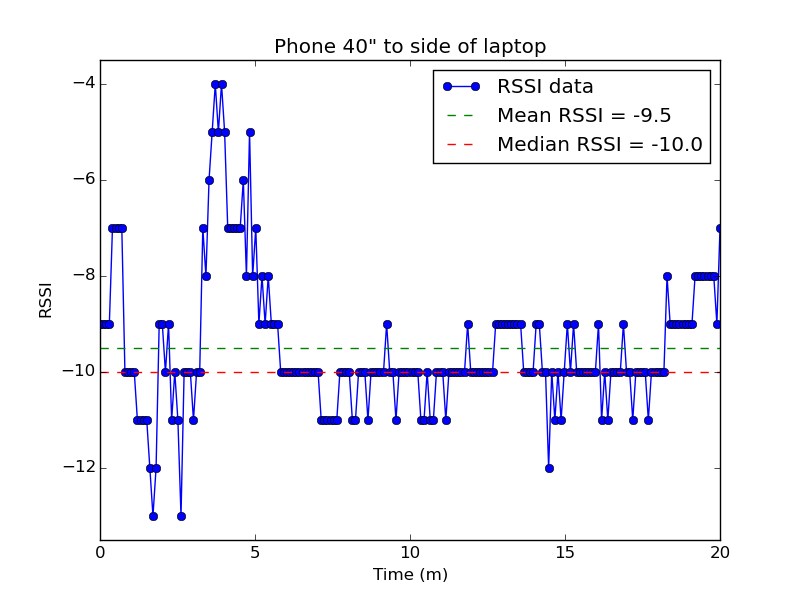 Phone 40" to side of laptop
RSSI data
Mean RSSI = -9.5
Median RSSI = -10.0
−4
−6
−8
−10
−12
RSSI
0 5 10 15 20
Time (m)